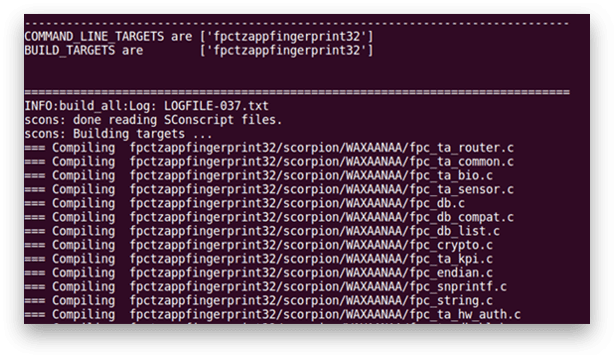 ------------------------------------------------------------------------------
COMMAND_LINE_TARGETS are ['fpctzappfingerprint32']
BUILD_TARGETS are        ['fpctzappfingerprint32']
==============================================================================
INFO:build_all:Log: LOGFILE-037.txt
scons: done reading SConscript files.
scons: Building targets ...
=== Compiling  fpctzappfingerprint32/scorpion/WAXAANAA/fpc_ta_router.c
=== Compiling  fpctzappfingerprint32/scorpion/WAXAANAA/fpc_ta_common.c
=== Compiling  fpctzappfingerprint32/scorpion/WAXAANAA/fpc_ta_bio.c
=== Compiling  fpctzappfingerprint32/scorpion/WAXAANAA/fpc_ta_sensor.c
=== Compiling  fpctzappfingerprint32/scorpion/WAXAANAA/fpc_db.c
=== Compiling  fpctzappfingerprint32/scorpion/WAXAANAA/fpc_db_compat.c
=== Compiling  fpctzappfingerprint32/scorpion/WAXAANAA/fpc_db_list.c
=== Compiling  fpctzappfingerprint32/scorpion/WAXAANAA/fpc_crypto.c
=== Compiling  fpctzappfingerprint32/scorpion/WAXAANAA/fpc_ta_kpi.c
=== Compiling  fpctzappfingerprint32/scorpion/WAXAANAA/fpc_endian.c
=== Compiling  fpctzappfingerprint32/scorpion/WAXAANAA/fpc_snprintf.c
=== Compiling  fpctzappfingerprint32/scorpion/WAXAANAA/fpc_string.c
=== Compiling  fpctzappfingerprint32/scorpion/WAXAANAA/fpc_ta_hw_auth.c